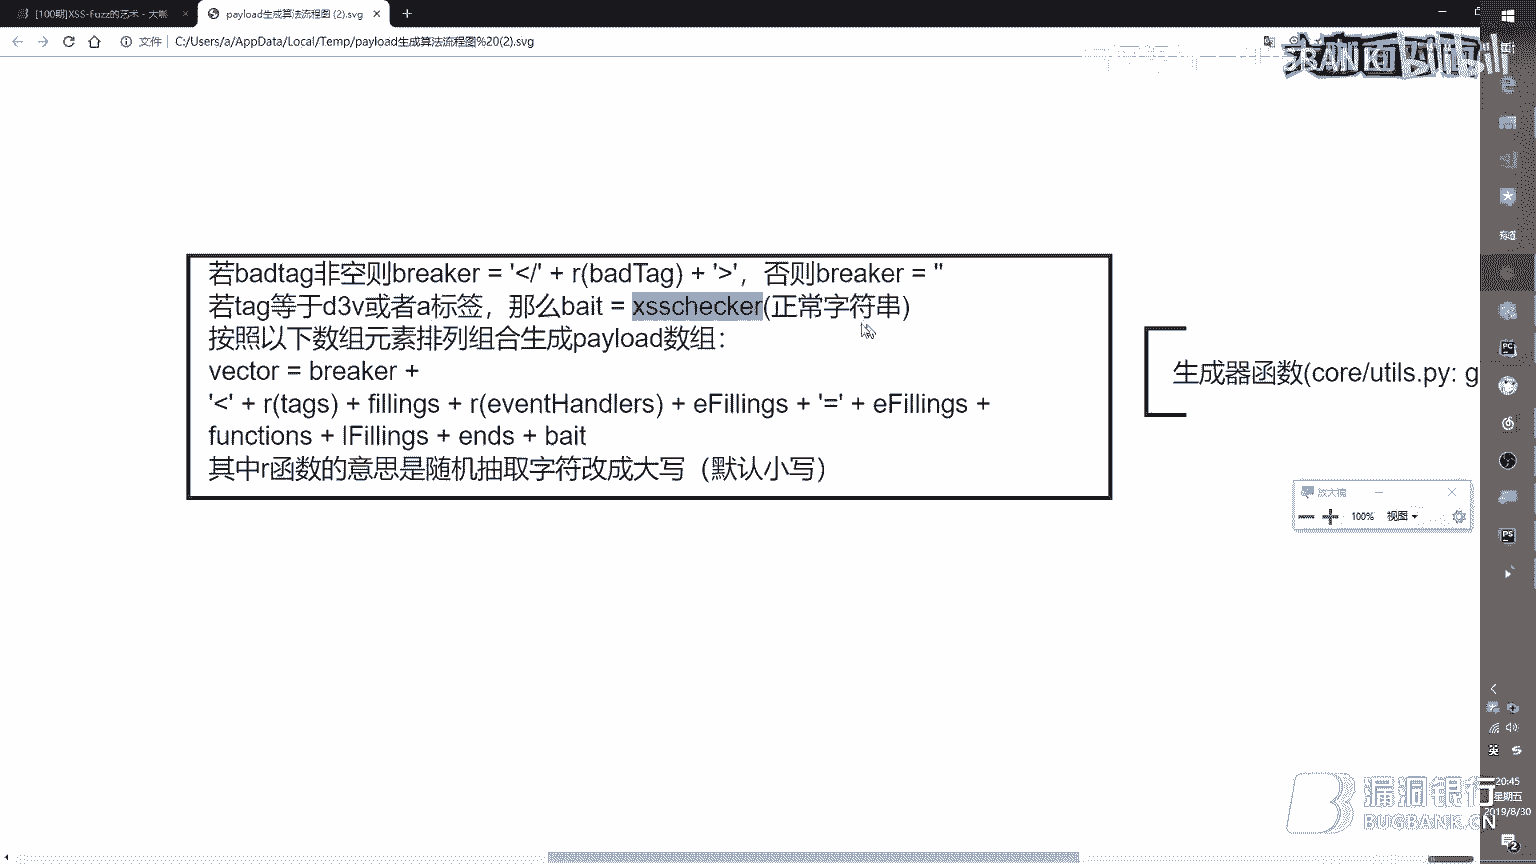 [100期]XSS-Fuzz的艺术 - 大熊
payload生成算法流程图 (2).svg
文件
C:/Users/a/AppData/Local/Temp/payload生成算法流程图%20(2).svg
BANK
bilibili
若badtag非空则breaker = '</' + r(badTag) + '>'，否则breaker = ''
若tag等于d3v或者a标签，那么bait = xsschecker(正常字符串)
按照以下数组元素排列组合生成payload数组：
vector = breaker +
'<' + r(tags) + fillings + r(eventHandlers) + eFillings + '=' + eFillings +
functions + lFillings + ends + bait
其中r函数的意思是随机抽取字符改成大写（默认小写）
生成器函数(core/utils.py: g
放大镜
100%
视图
PC
PS
英
20:45
星期五
2019/8/30
2
漏洞银行
BUGBANK.CN